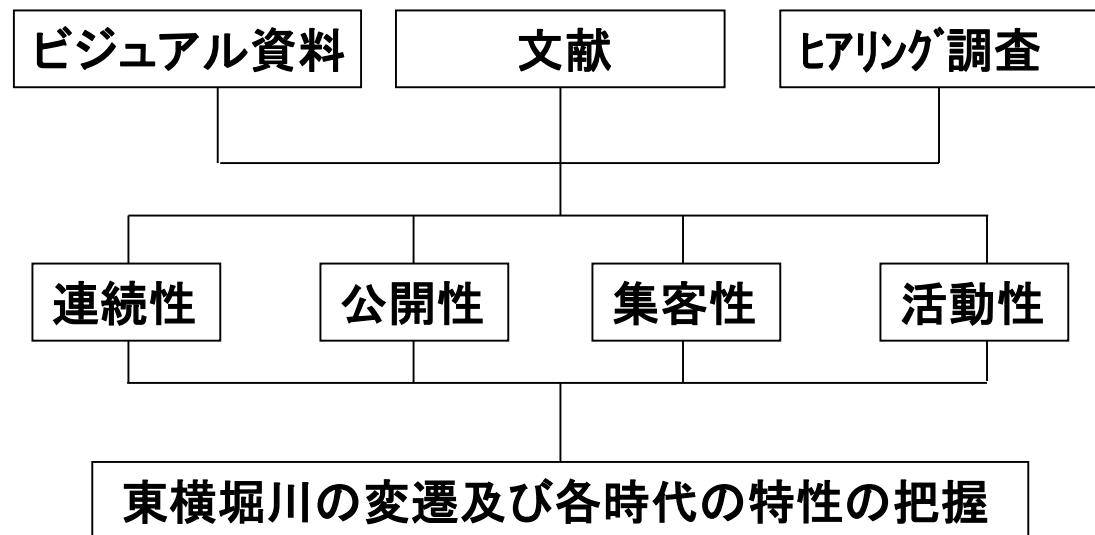 ビジュアル資料
文献
ﾋｱﾘﾝｸﾞ調査
連続性
公開性
集客性
活動性
東横堀川の変遷及び各時代の特性の把握